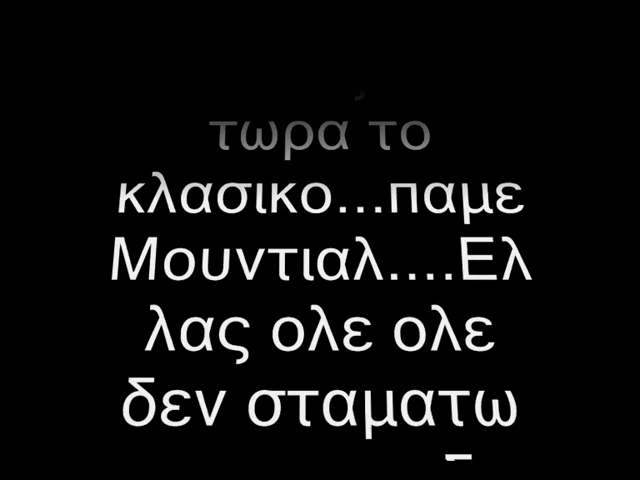 τωρα το
κλασικο...παμε
Μουντιαλ....Ελ
λας ολε ολε
δεν σταματω